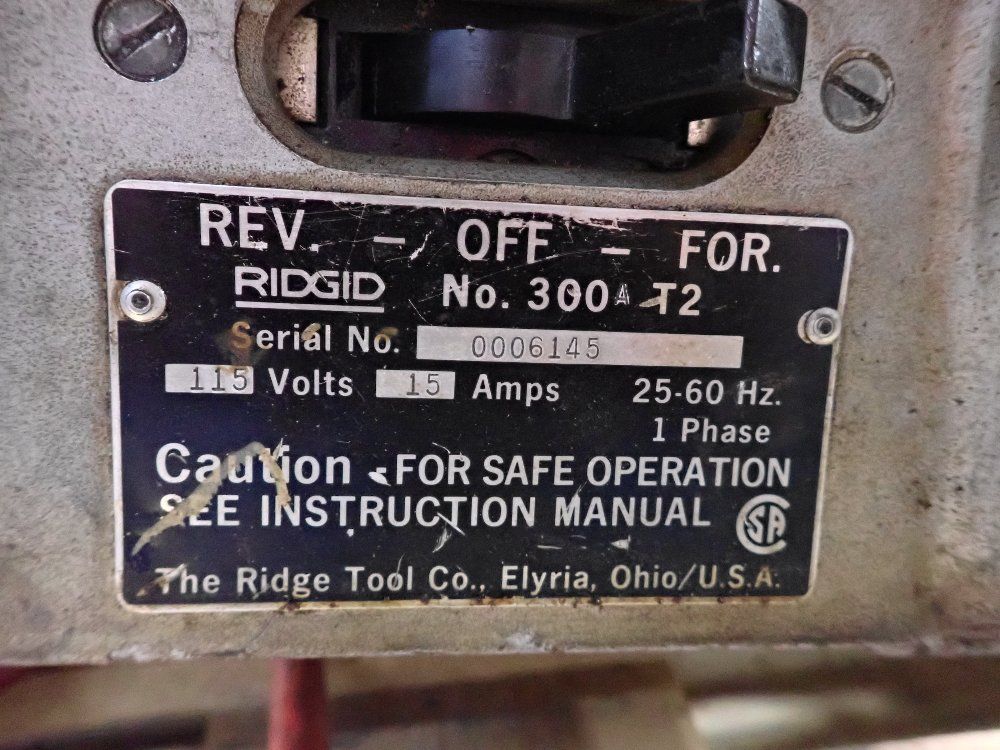 REV. - OFF - FOR.
RIDGID No. 300A T2
Serial No. 0006145
115 Volts 15 Amps 25-60 Hz.
1 Phase
Caution - FOR SAFE OPERATION
SEE INSTRUCTION MANUAL
CSA
The Ridge Tool Co., Elyria, Ohio/U.S.A.